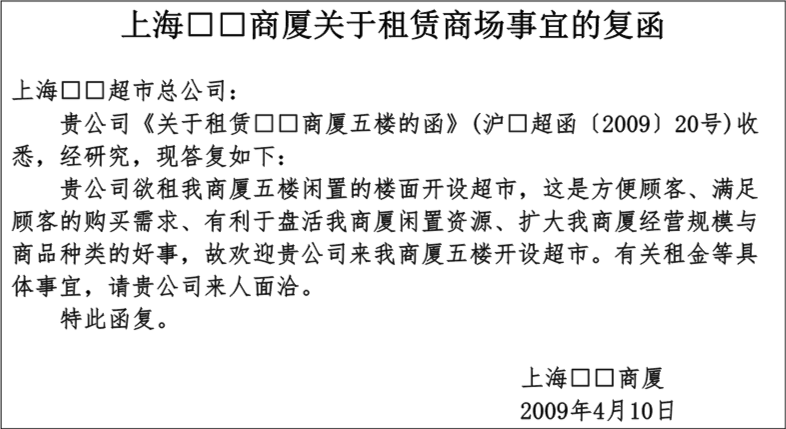 上海□□商厦关于租赁商场事宜的复函
上海□□超市总公司：
贵公司《关于租赁□□商厦五楼的函》(沪□超函〔2009〕20号)收
悉，经研究，现答复如下：
贵公司欲租我商厦五楼闲置的楼面开设超市，这是方便顾客、满足
顾客的购买需求、有利于盘活我商厦闲置资源、扩大我商厦经营规模与
商品种类的好事，故欢迎贵公司来我商厦五楼开设超市。有关租金等具
体事宜，请贵公司来人面洽。
特此函复。
上海□□商厦
2009年4月10日